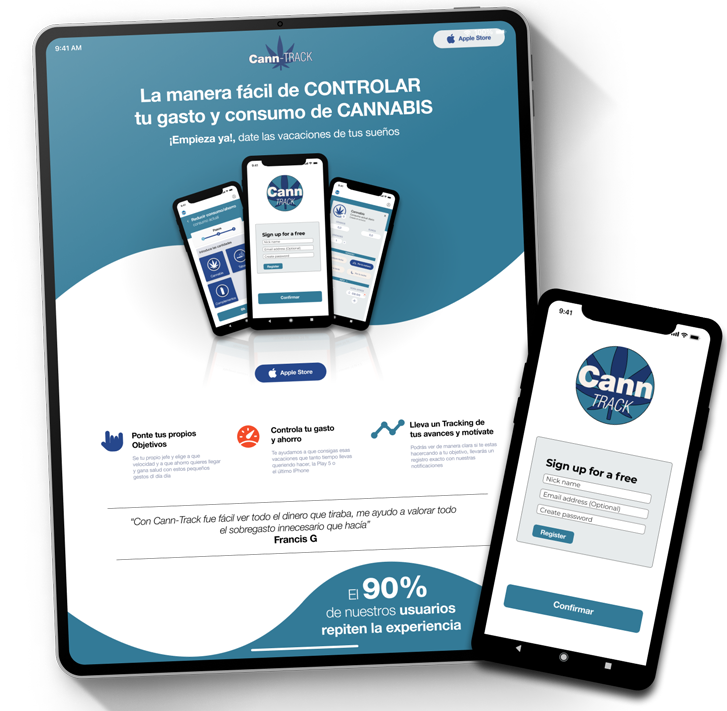 9:41 AM
Cann-TRACK
Apple Store
La manera fácil de CONTROLAR
tu gasto y consumo de CANNABIS
¡Empieza ya!, date las vacaciones de tus sueños
Cann
TRACK
Sign up for a free
Nick name
Email address (Optional)
Create password
Register
Confirmar
Cannabis
Apple Store
Ponte tus propios
Objetivos
Se tu propio jefe y elige a que
velocidad y a que ahorro quieres llegar
y gana salud con estos pequeños
gestos di día día
Controla tu gasto
y ahorro
Te ayudamos a que consigas esas
vacaciones que tanto tiempo llevas
queriendo hacer, la Play 5 o
el último IPhone
Lleva un Tracking de
tus avances y motívate
Podrás ver de manera clara si te estas
hacercando a tu objetivo, llevarás un
registro exacto con nuestras
notificaciones
“Con Cann-Track fue fácil ver todo el dinero que tiraba, me ayudo a valorar todo
el sobregasto innecesario que hacía”
Francis G
El 90%
de nuestros usuarios
repiten la experiencia
9:41
Cann
TRACK
Sign up for a free
Nick name
Email address (Optional)
Create password
Register
Confirmar